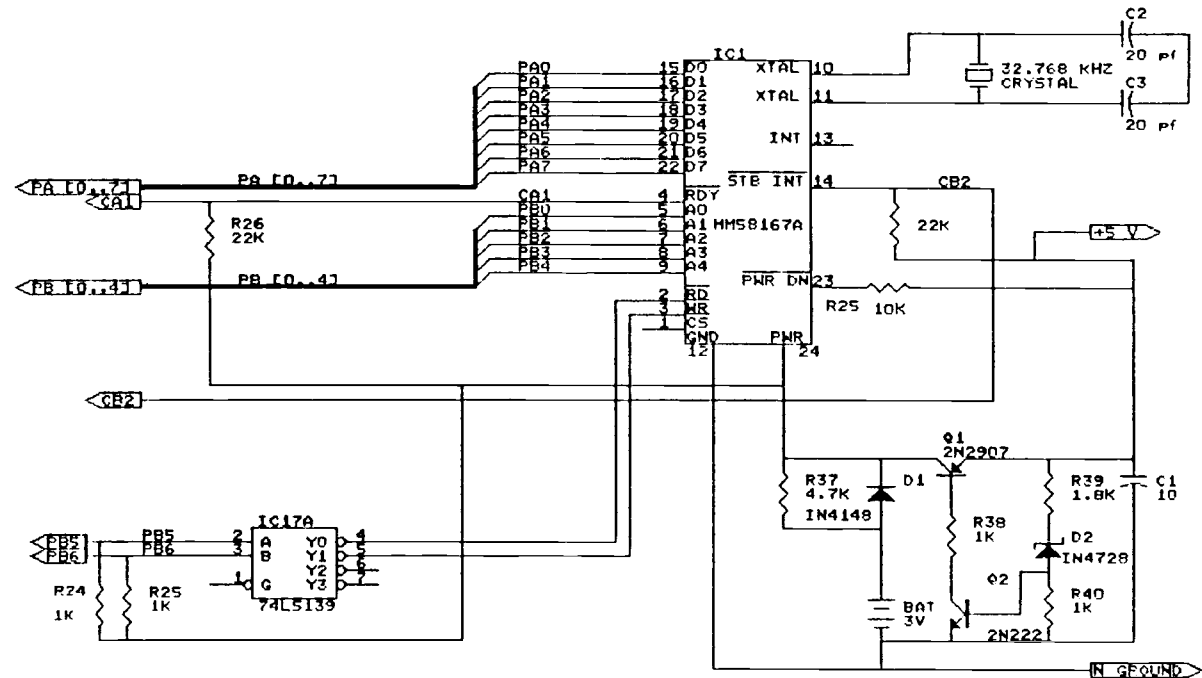 C2
20 pf
32.768 KHZ
CRYSTAL
C3
20 pf
IC1
PA0 15 D0
PA1 16 D1
PA2 17 D2
PA3 18 D3
PA4 19 D4
PA5 20 D5
PA6 21 D6
PA7 22 D7
XTAL 10
XTAL 11
INT 13
STB INT 14
CB2
PA [0..7]
PA [0..7]
CA1
CA1 4 RDY
PB0 5 A0
PB1 6 A1
PB2 7 A2
PB3 8 A3
PB4 9 A4
MM58167A
R26
22K
22K
+5 V
PB [0..4]
PB [0..4]
PWR DN 23
R25 10K
2 RD
3 WR
1 CS
GND
12
PWR
24
CB2
Q1
2N2907
R37
4.7K
D1
IN4148
R39
1.8K
C1
10
R38
1K
D2
IN4728
Q2
R40
1K
2N222
BAT
3V
IC17A
PB5
PB6
PB5 2 A
PB6 3 B
1 G
Y0 4
Y1 5
Y2 6
Y3 7
74LS139
R24
1K
R25
1K
N GROUND